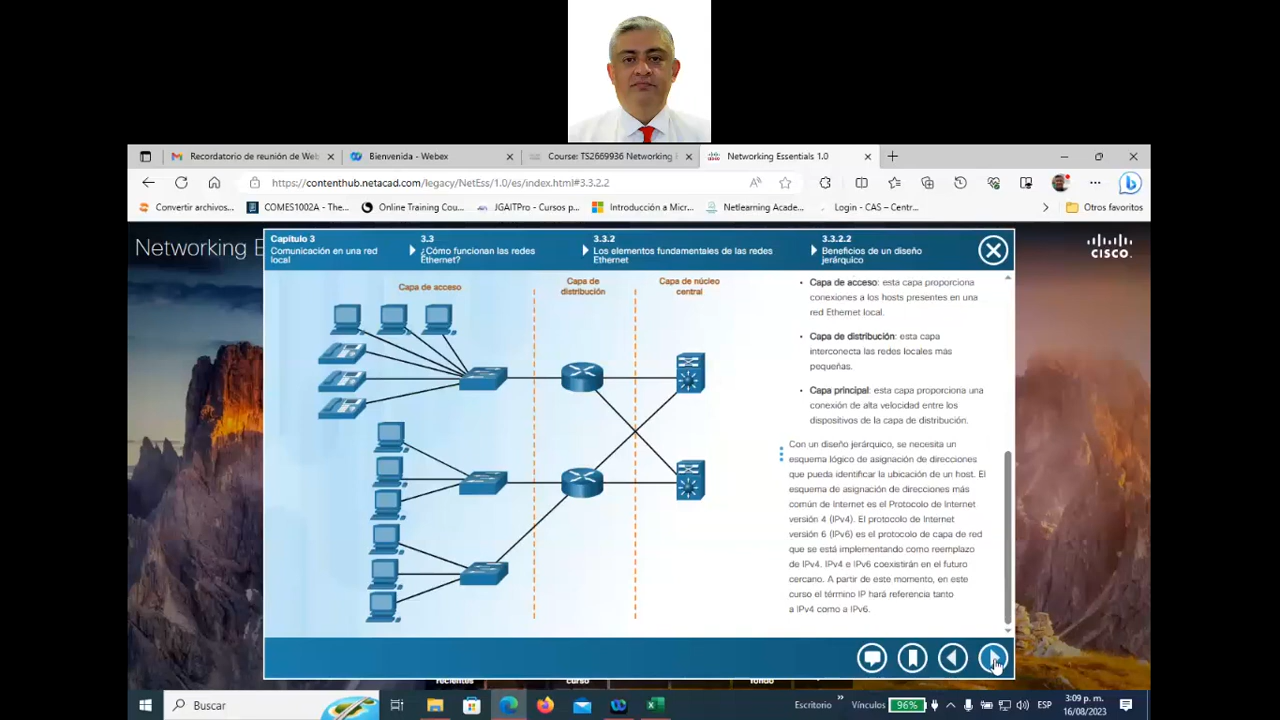 Recordatorio de reunión de Web
Bienvenida - Webex
Course: TS2669936 Networking
Networking Essentials 1.0
https://contenthub.netacad.com/legacy/NetEss/1.0/es/index.html#3.3.2.2
Convertir archivos...
COMES1002A - The...
Online Training Cou...
JGAITPro - Cursos p...
Introducción a Micr...
Netlearning Acade...
Login - CAS – Centr...
Otros favoritos
Networking E
CISCO.
Capítulo 3
Comunicación en una red
local
3.3
¿Cómo funcionan las redes
Ethernet?
3.3.2
Los elementos fundamentales de las redes
Ethernet
3.3.2.2
Beneficios de un diseño
jerárquico
Capa de acceso
Capa de
distribución
Capa de núcleo
central
• Capa de acceso: esta capa proporciona
conexiones a los hosts presentes en una
red Ethernet local.
• Capa de distribución: esta capa
interconecta las redes locales más
pequeñas.
• Capa principal: esta capa proporciona una
conexión de alta velocidad entre los
dispositivos de la capa de distribución.
Con un diseño jerárquico, se necesita un
esquema lógico de asignación de direcciones
que pueda identificar la ubicación de un host. El
esquema de asignación de direcciones más
común de Internet es el Protocolo de Internet
versión 4 (IPv4). El protocolo de Internet
versión 6 (IPv6) es el protocolo de capa de red
que se está implementando como reemplazo
de IPv4. IPv4 e IPv6 coexistirán en el futuro
cercano. A partir de este momento, en este
curso el término IP hará referencia tanto
a IPv4 como a IPv6.
recientes
curso
fondo
Buscar
Escritorio
Vínculos
96%
ESP
3:09 p. m.
16/08/2023